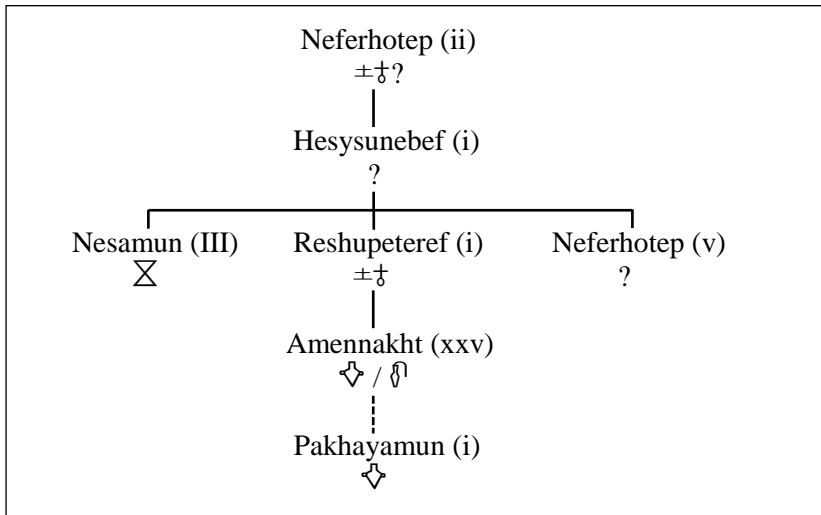 Neferhotep (ii)
?
Hesysunebef (i)
?
Nesamun (III) Reshupeteref (i) Neferhotep (v)
?
Amennakht (xxv)
/
Pakhayamun (i)